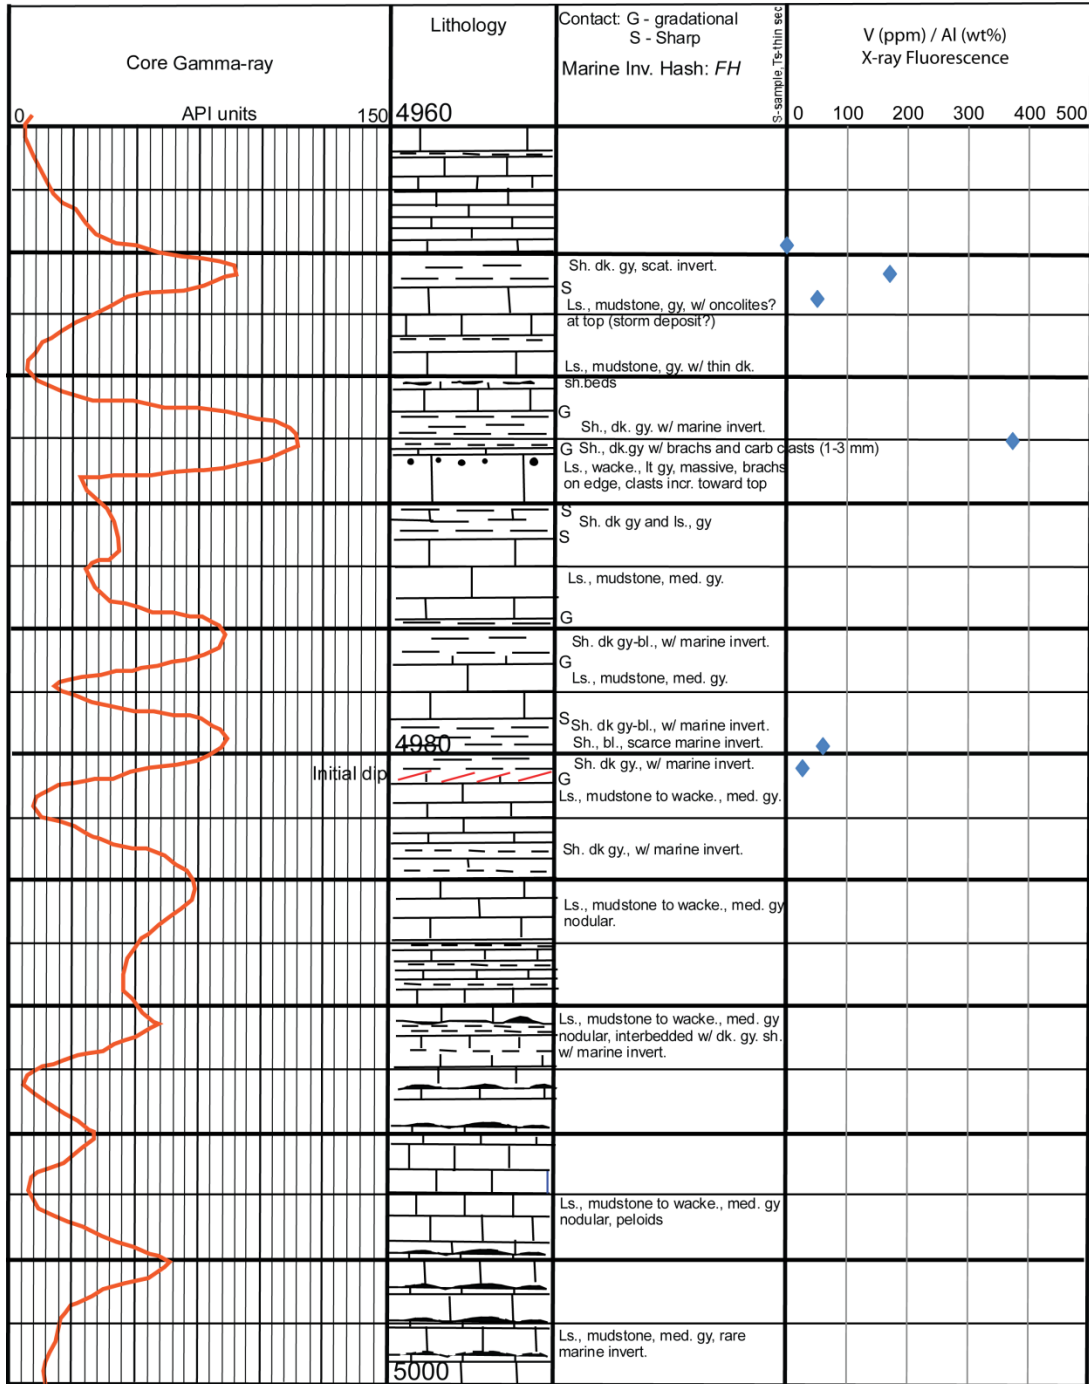 Core Gamma-ray
0 API units 150
Lithology
4960
Contact: G - gradational
S - Sharp
Marine Inv. Hash: FH
S-sample, Ts-thin sec
V (ppm) / Al (wt%)
X-ray Fluorescence
0 100 200 300 400 500
Sh. dk. gy, scat. invert.
S
Ls., mudstone, gy, w/ oncolites?
at top (storm deposit?)
Ls., mudstone, gy. w/ thin dk.
sh.beds
G
Sh., dk. gy. w/ marine invert.
G Sh., dk.gy w/ brachs and carb clasts (1-3 mm)
Ls., wacke., lt gy, massive, brachs
on edge, clasts incr. toward top
S
Sh. dk gy and ls., gy
S
Ls., mudstone, med. gy.
G
Sh. dk gy-bl., w/ marine invert.
G
Ls., mudstone, med. gy.
S Sh. dk gy-bl., w/ marine invert.
4980 Sh., bl., scarce marine invert.
Sh. dk gy., w/ marine invert.
Initial dip G
Ls., mudstone to wacke., med. gy.
Sh. dk gy., w/ marine invert.
Ls., mudstone to wacke., med. gy
nodular.
Ls., mudstone to wacke., med. gy
nodular, interbedded w/ dk. gy. sh.
w/ marine invert.
Ls., mudstone to wacke., med. gy
nodular, peloids
Ls., mudstone, med. gy, rare
marine invert.
5000